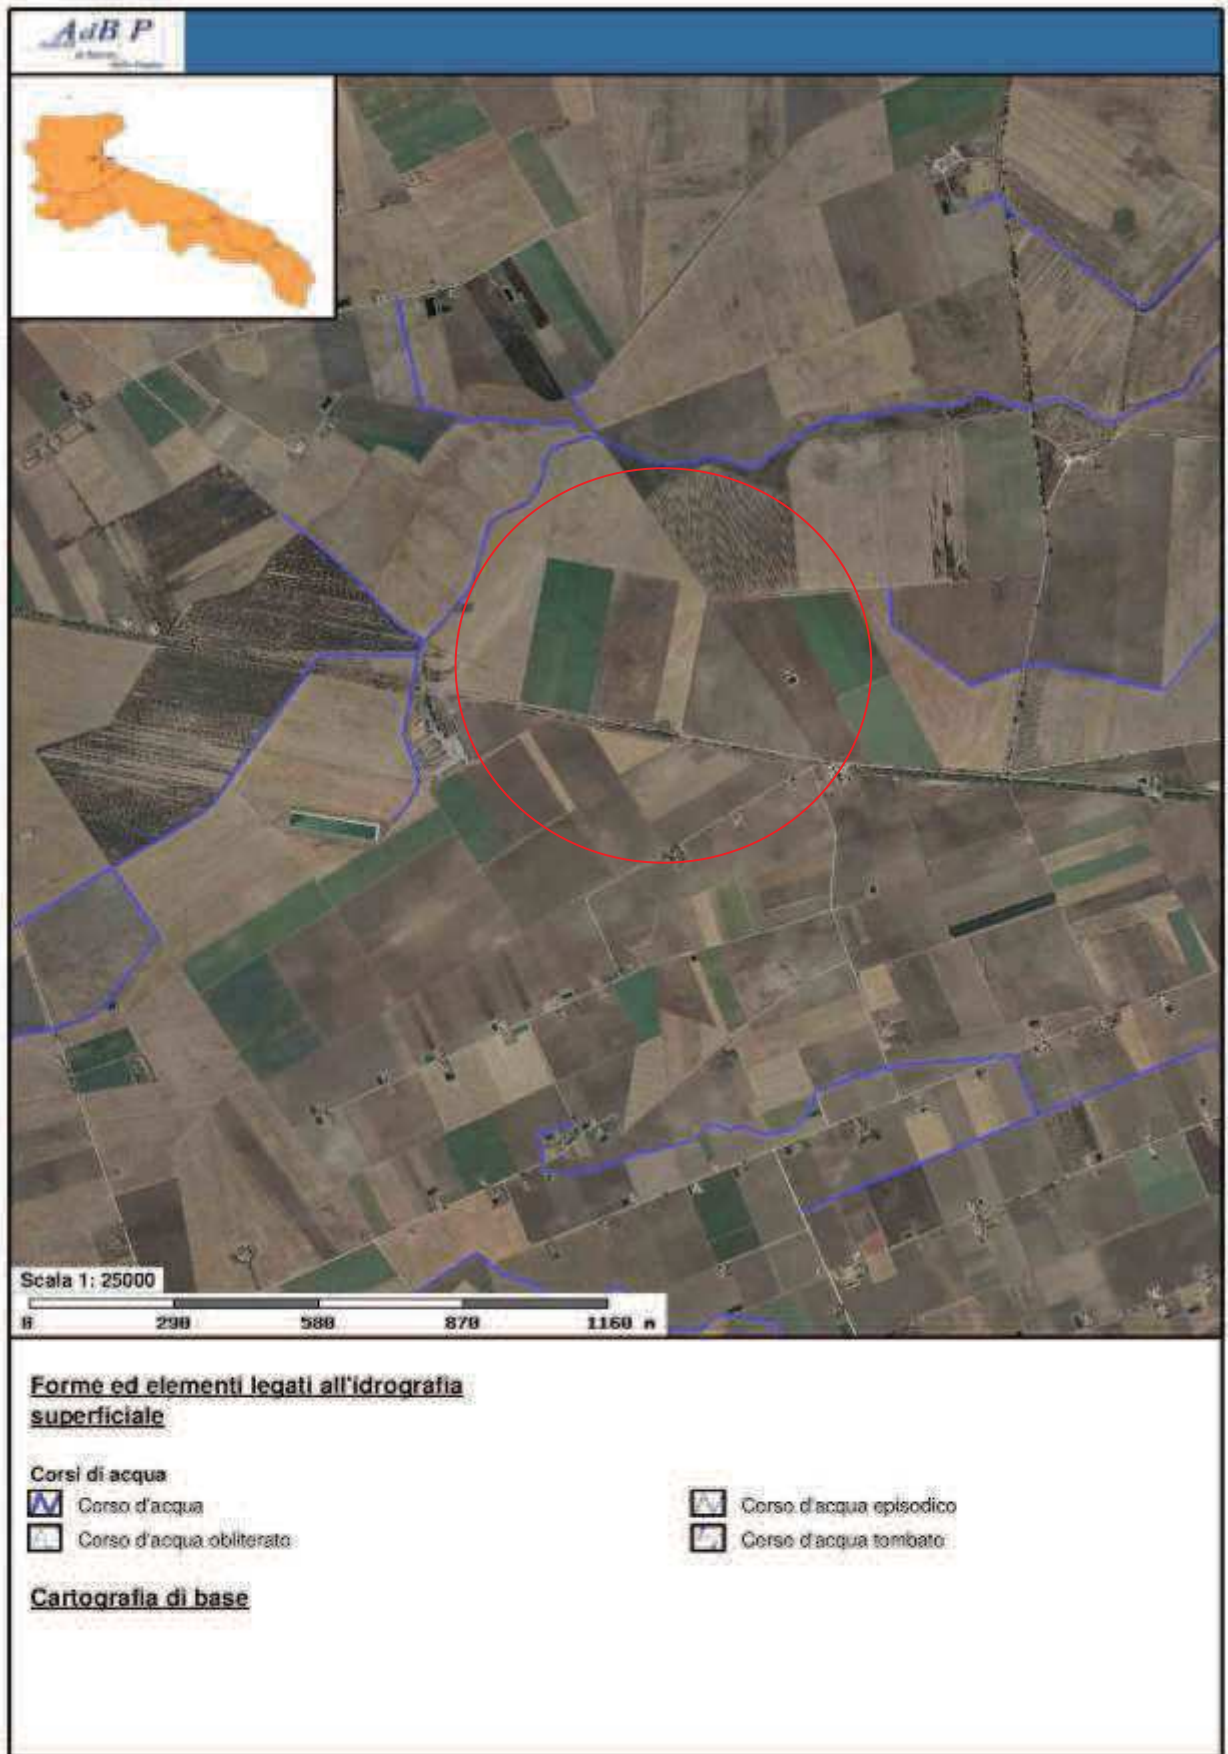 AdB P
Scala 1: 25000
0 290 580 870 1160 m
Forme ed elementi legati all'idrografia
superficiale
Corsi di acqua
Corso d'acqua
Corso d'acqua episodico
Corso d'acqua obliterato
Corso d'acqua tombato
Cartografia di base